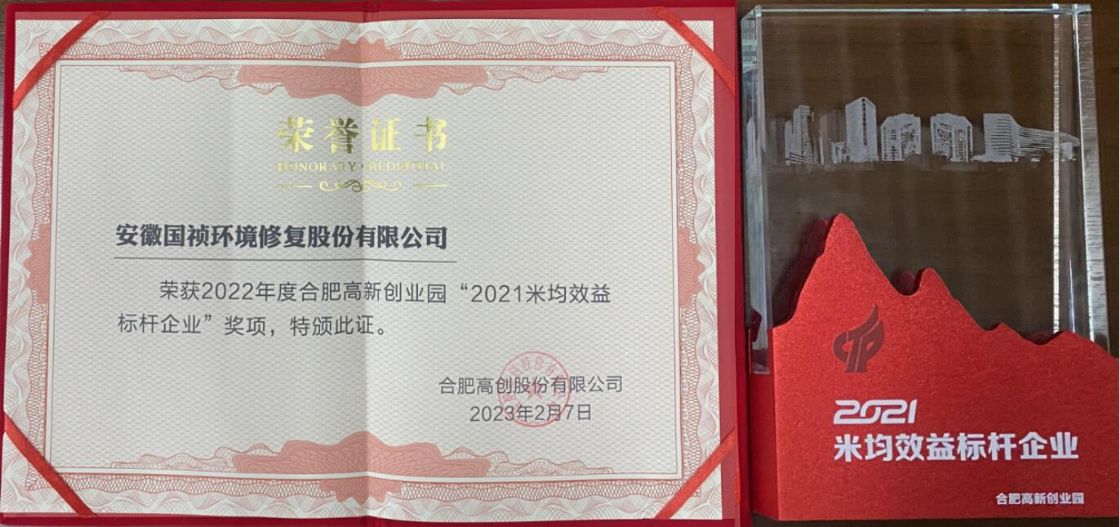 荣誉证书
HONORARY CREDENTIAL
安徽国祯环境修复股份有限公司
荣获2022年度合肥高新创业园“2021米均效益
标杆企业”奖项，特颁此证。
合肥高创股份有限公司
2023年2月7日
2021
米均效益标杆企业
合肥高新创业园